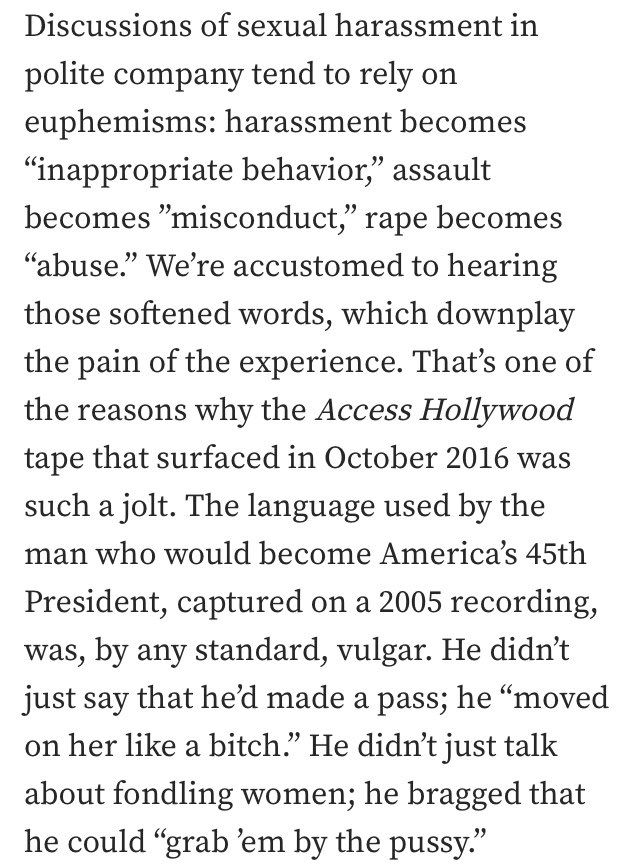 Discussions of sexual harassment in
polite company tend to rely on
euphemisms: harassment becomes
“inappropriate behavior,” assault
becomes ”misconduct,” rape becomes
“abuse.” We’re accustomed to hearing
those softened words, which downplay
the pain of the experience. That’s one of
the reasons why the Access Hollywood
tape that surfaced in October 2016 was
such a jolt. The language used by the
man who would become America’s 45th
President, captured on a 2005 recording,
was, by any standard, vulgar. He didn’t
just say that he’d made a pass; he “moved
on her like a bitch.” He didn’t just talk
about fondling women; he bragged that
he could “grab ’em by the pussy.”